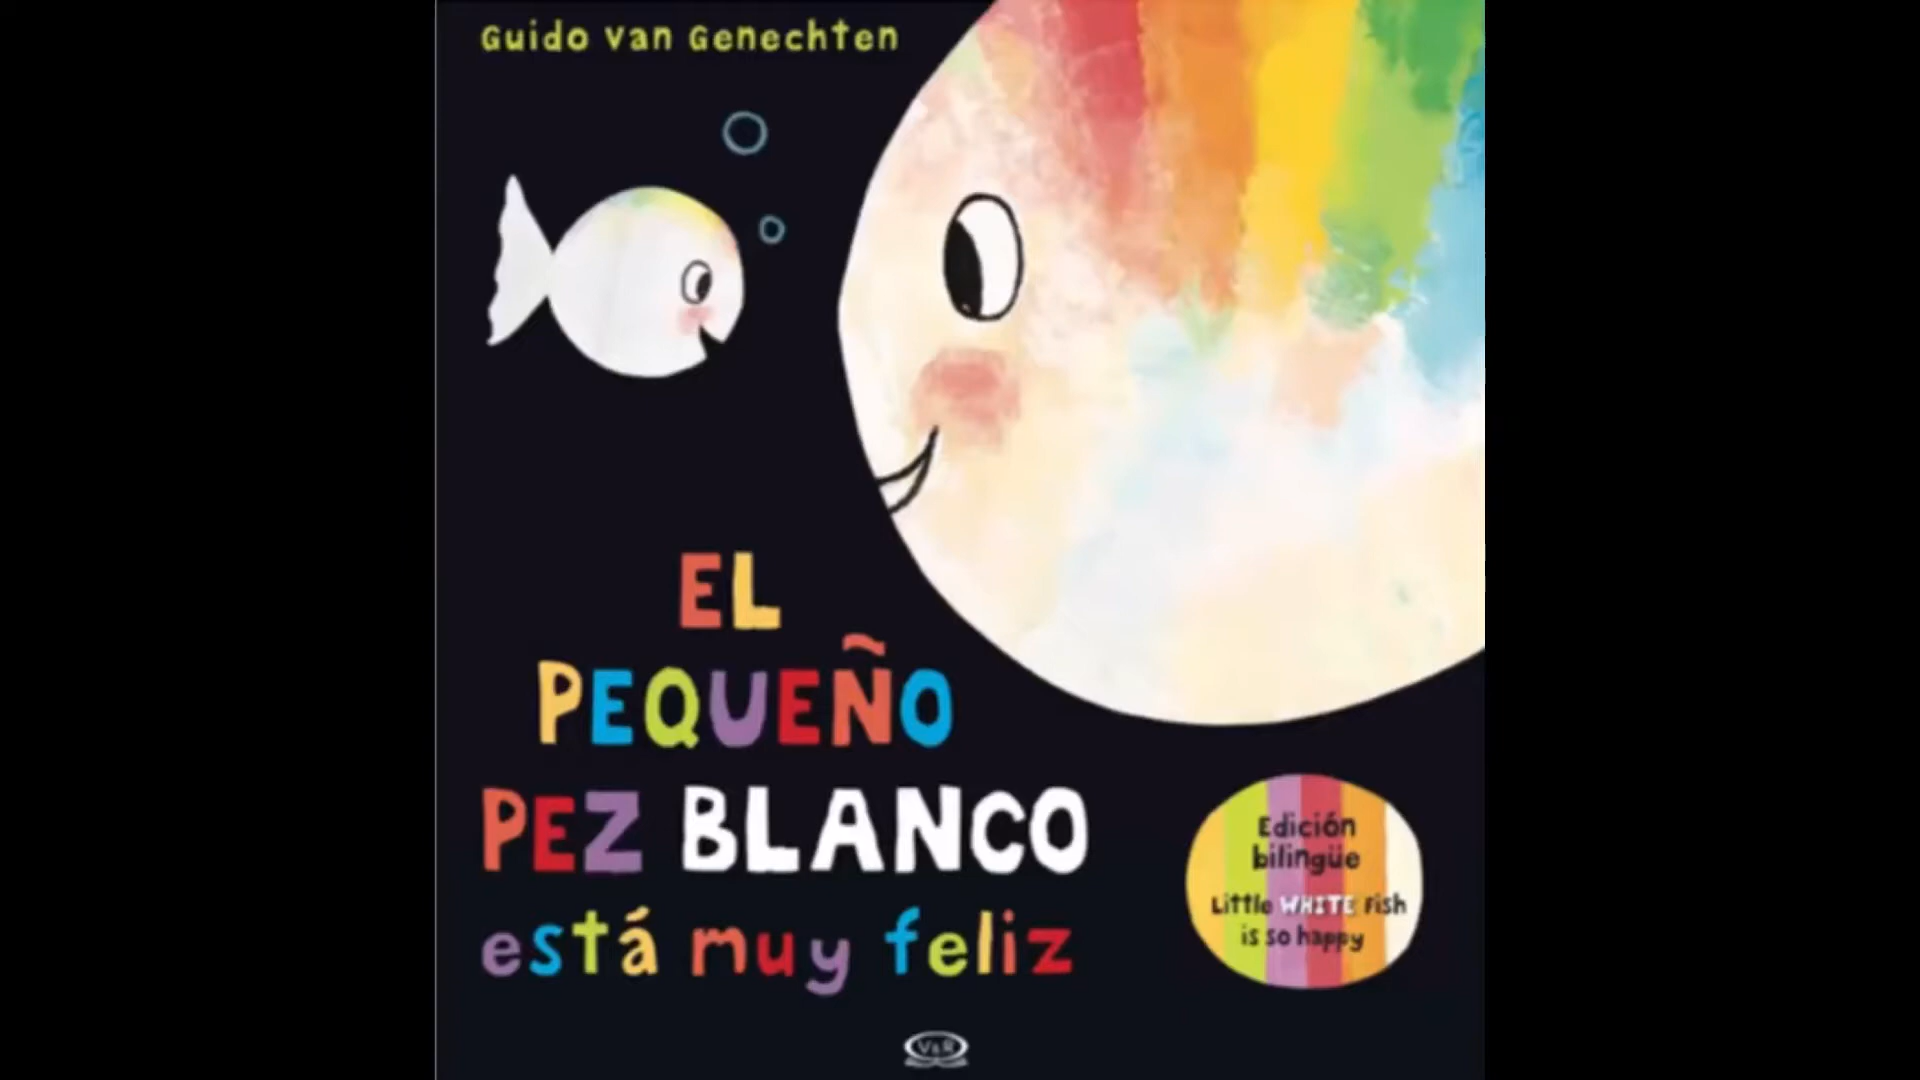 Guido van Genechten
EL
PEQUEÑO
PEZ BLANCO
está muy feliz
Edición
bilingüe
Little WHITE Fish
is so happy
V&R